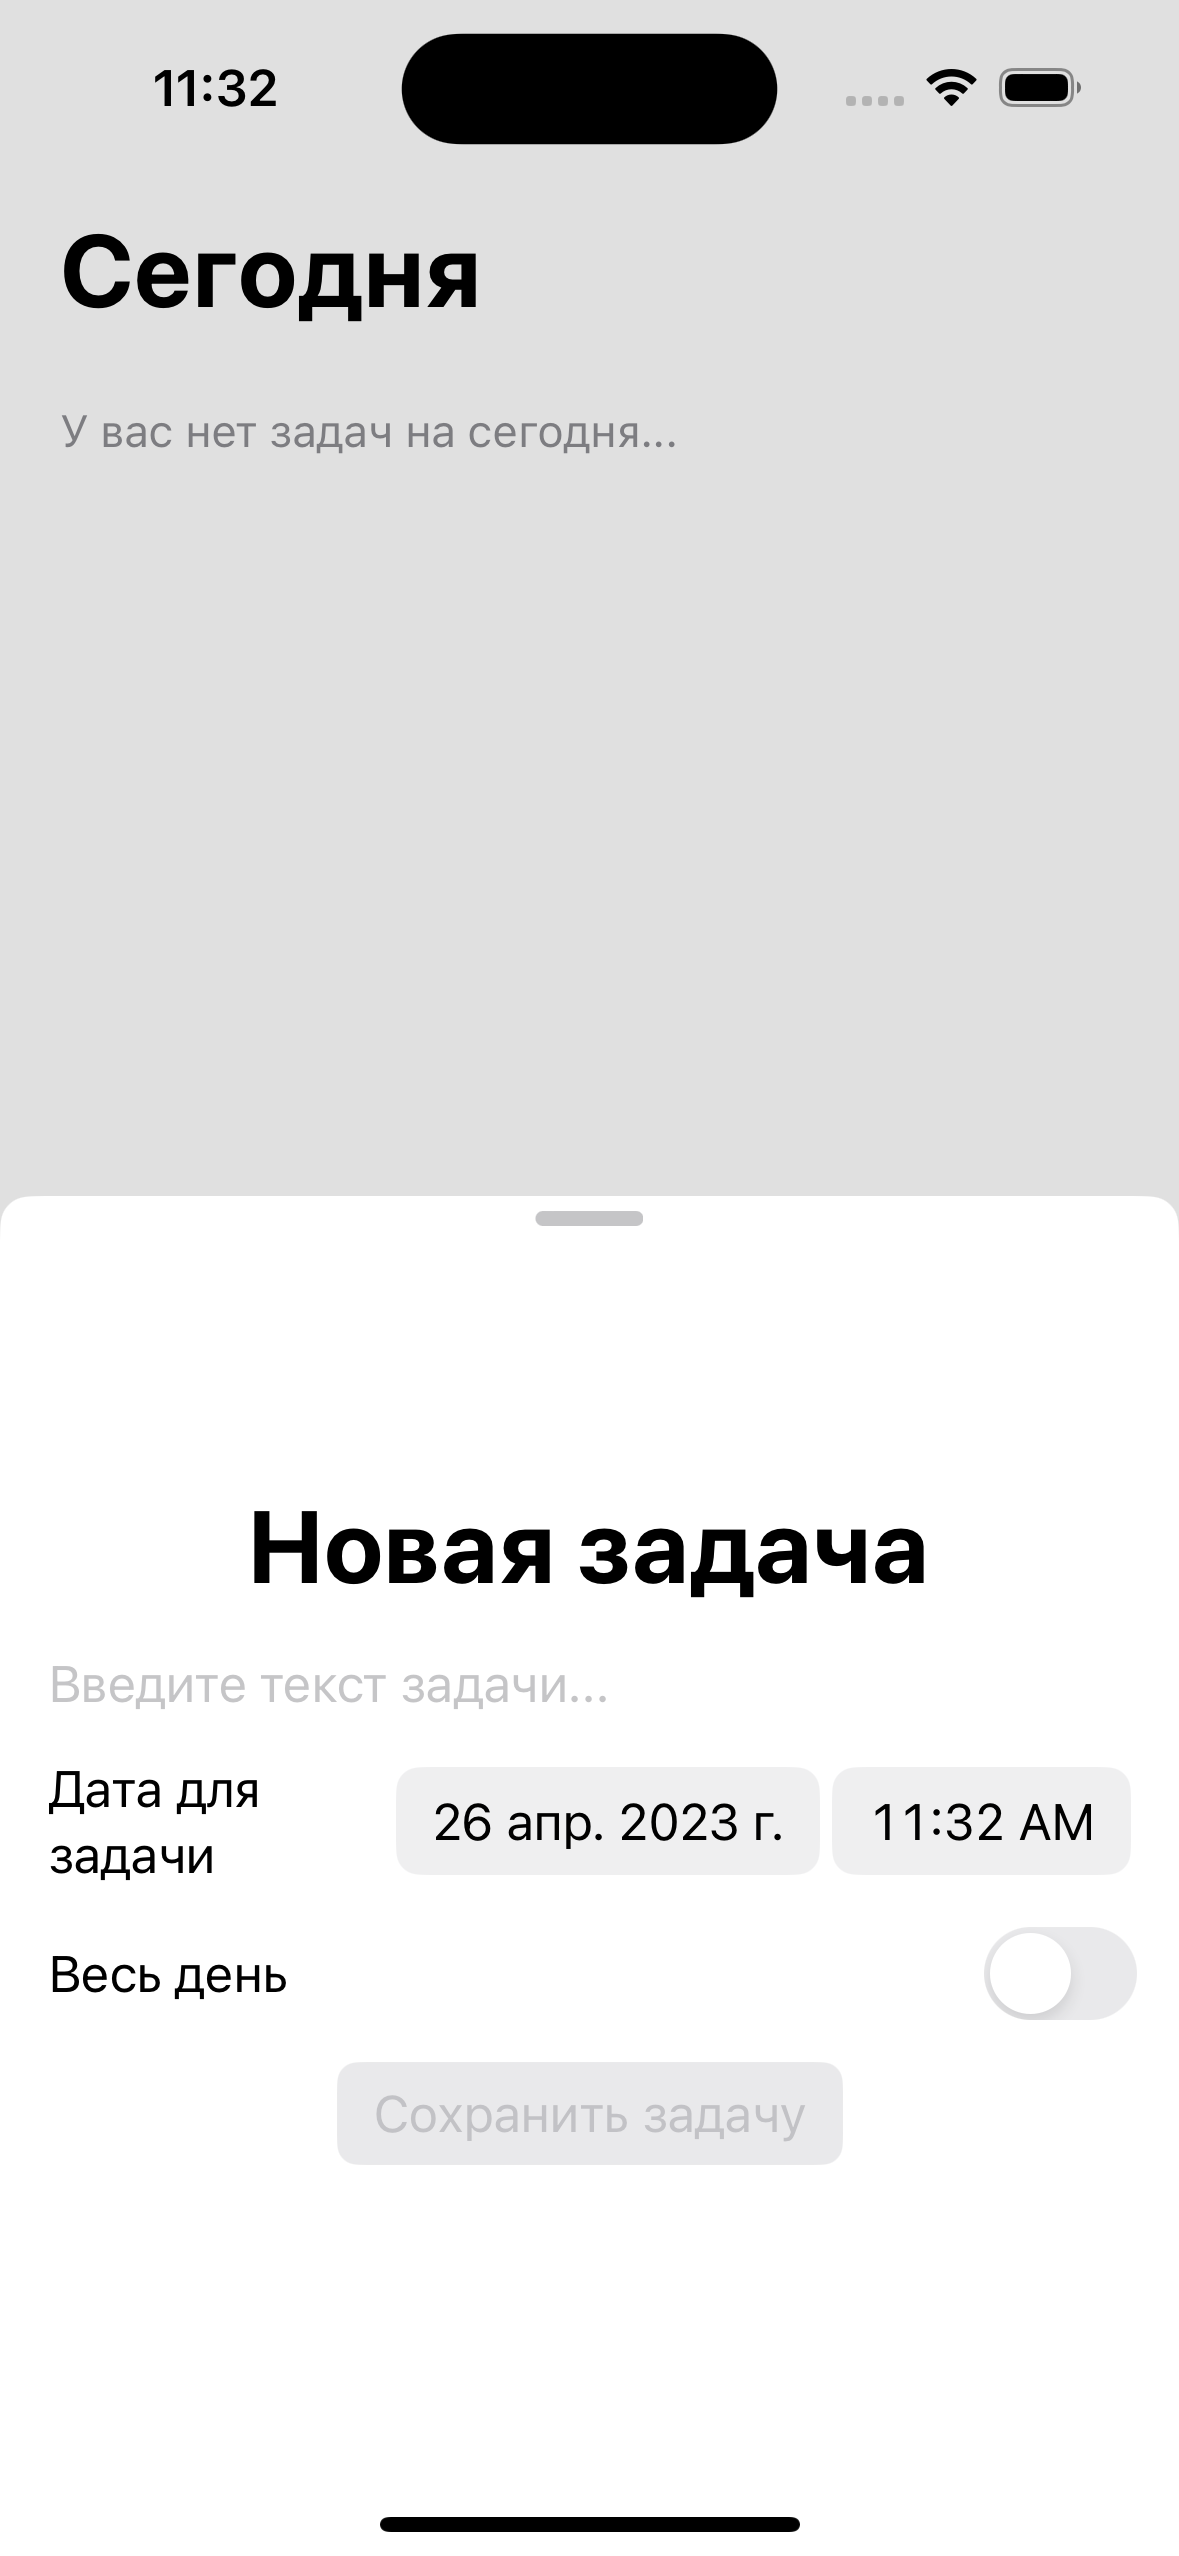 11:32
Сегодня
У вас нет задач на сегодня...
Новая задача
Введите текст задачи...
Дата для
задачи
26 апр. 2023 г.
11:32 AM
Весь день
Сохранить задачу